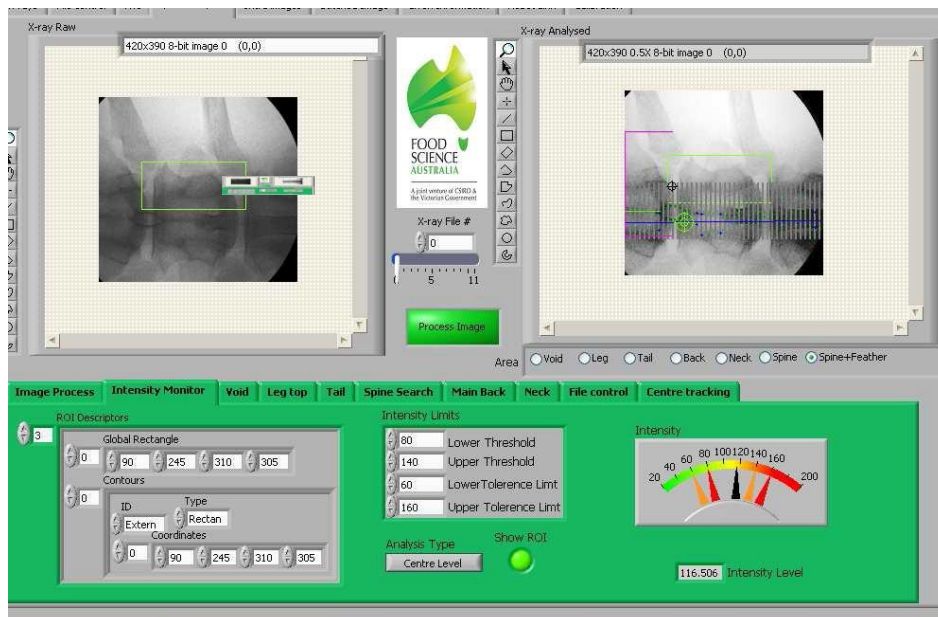 X-ray Raw
420x390 8-bit image 0 (0,0)
FOOD
SCIENCE
AUSTRALIA
A joint venture of CSIRO &
the Victorian Government
X-ray File #
0
0 5 11
Process Image
X-ray Analysed
420x390 0.5X 8-bit image 0 (0,0)
Area Void Leg Tail Back Neck Spine Spine+Feather
Image Process Intensity Monitor Void Leg top Tail Spine Search Main Back Neck File control Centre tracking
ROI Descriptors
3
Global Rectangle
0 90 245 310 305
Contours
0
ID Type
Extern Rectan
Coordinates
0 90 245 310 305
Intensity Limits
80 Lower Threshold
140 Upper Threshold
60 LowerTolerence Limt
160 Upper Tolerence Limt
Analysis Type Show ROI
Centre Level
Intensity
20 40 60 80 100 120 140 160 200
116.506 Intensity Level